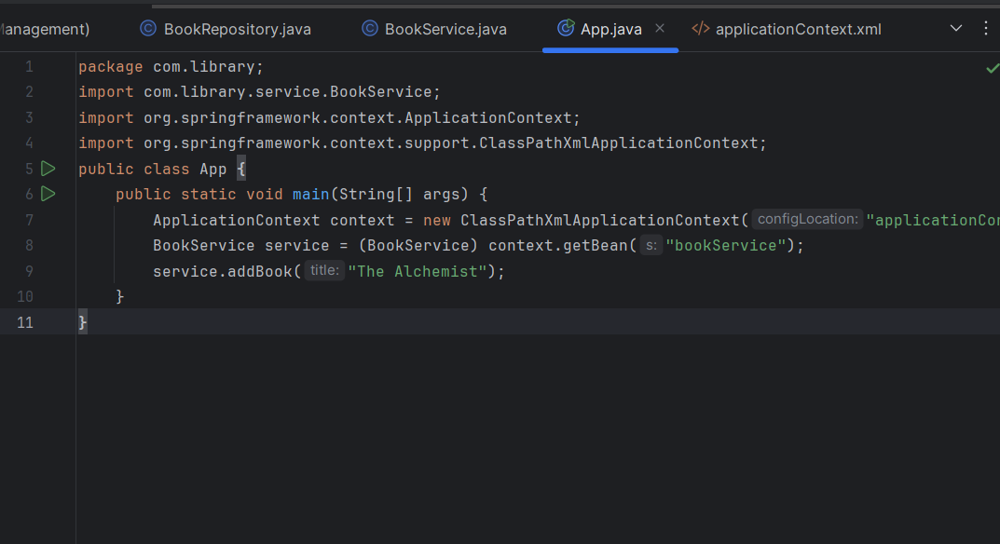 anagement) BookRepository.java BookService.java App.java applicationContext.xml
1 package com.library;
2 import com.library.service.BookService;
3 import org.springframework.context.ApplicationContext;
4 import org.springframework.context.support.ClassPathXmlApplicationContext;
5 public class App {
6 public static void main(String[] args) {
7 ApplicationContext context = new ClassPathXmlApplicationContext( configLocation: "applicationCon
8 BookService service = (BookService) context.getBean( s: "bookService");
9 service.addBook( title: "The Alchemist");
10 }
11 }